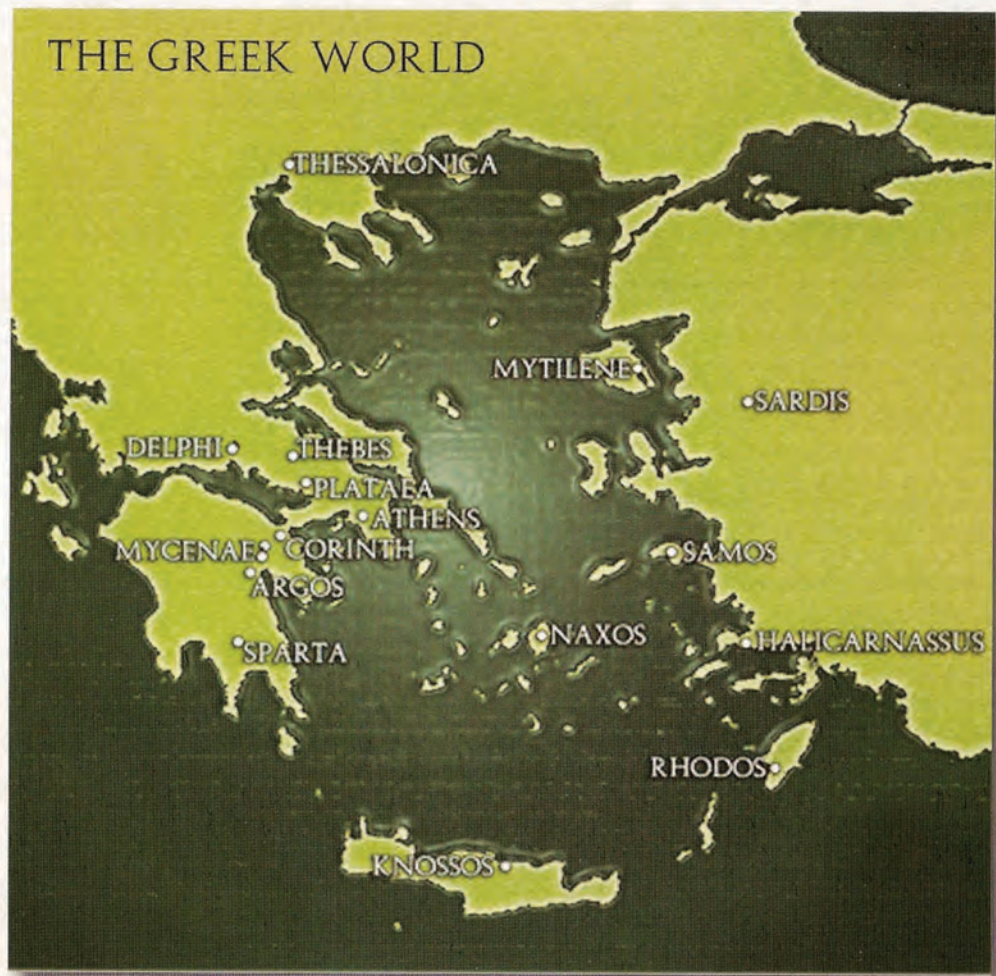 THE GREEK WORLD
THESSALONICA
MYTILENE
SARDIS
DELPHI
THEBES
PLATAEA
ATHENS
MYCENAE
CORINTH
SAMOS
ARGOS
NAXOS
HALICARNASSUS
SPARTA
RHODOS
KNOSSOS